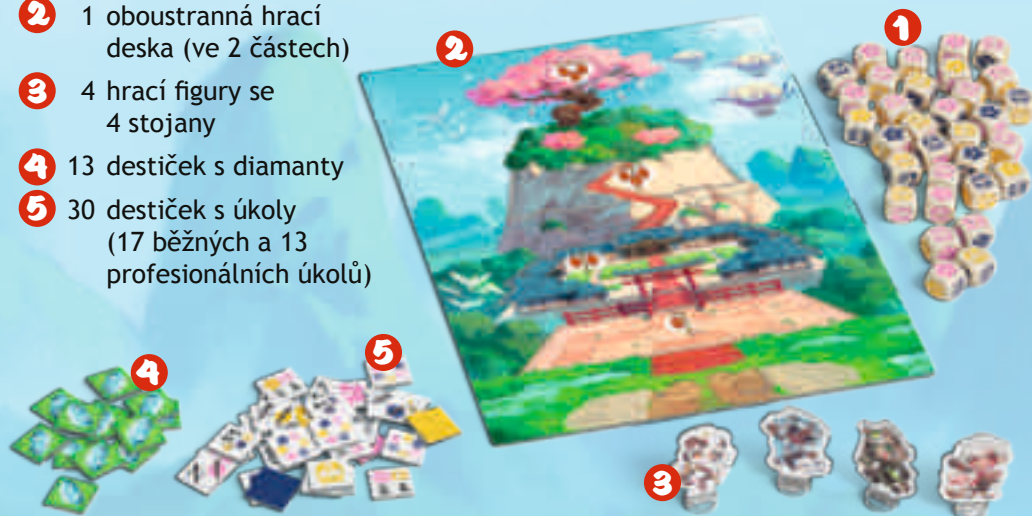 2 1 oboustranná hrací
deska (ve 2 částech)
3 4 hrací figury se
4 stojany
4 13 destiček s diamanty
5 30 destiček s úkoly
(17 běžných a 13
profesionálních úkolů)
1
2
3
4
5